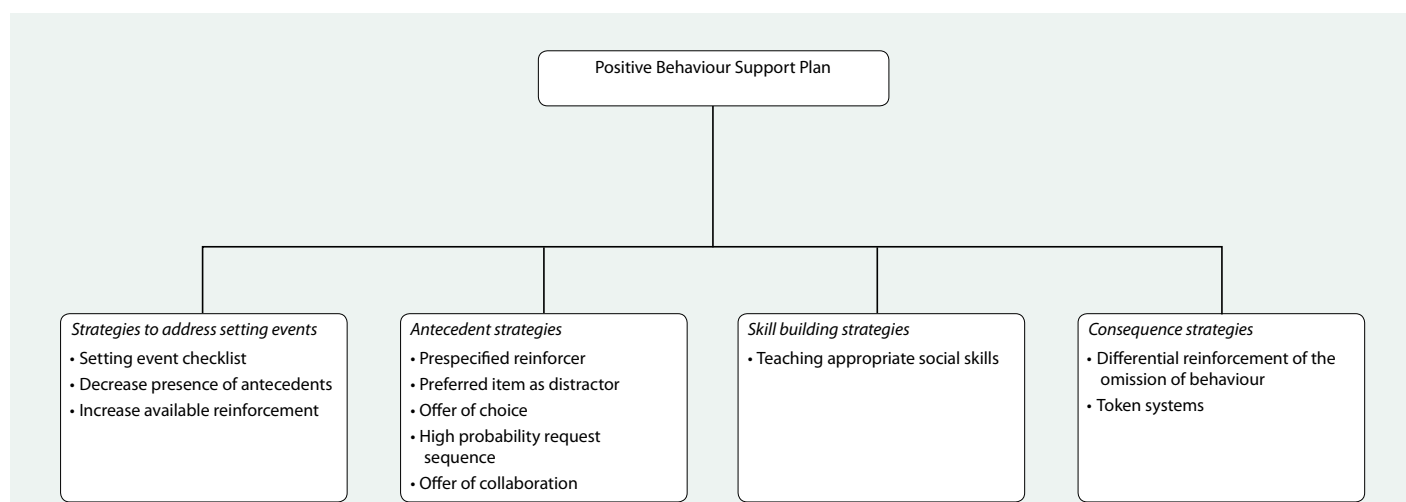 Positive Behaviour Support Plan
Strategies to address setting events
• Setting event checklist
• Decrease presence of antecedents
• Increase available reinforcement
Antecedent strategies
• Prespecified reinforcer
• Preferred item as distractor
• Offer of choice
• High probability request
sequence
• Offer of collaboration
Skill building strategies
• Teaching appropriate social skills
Consequence strategies
• Differential reinforcement of the
omission of behaviour
• Token systems